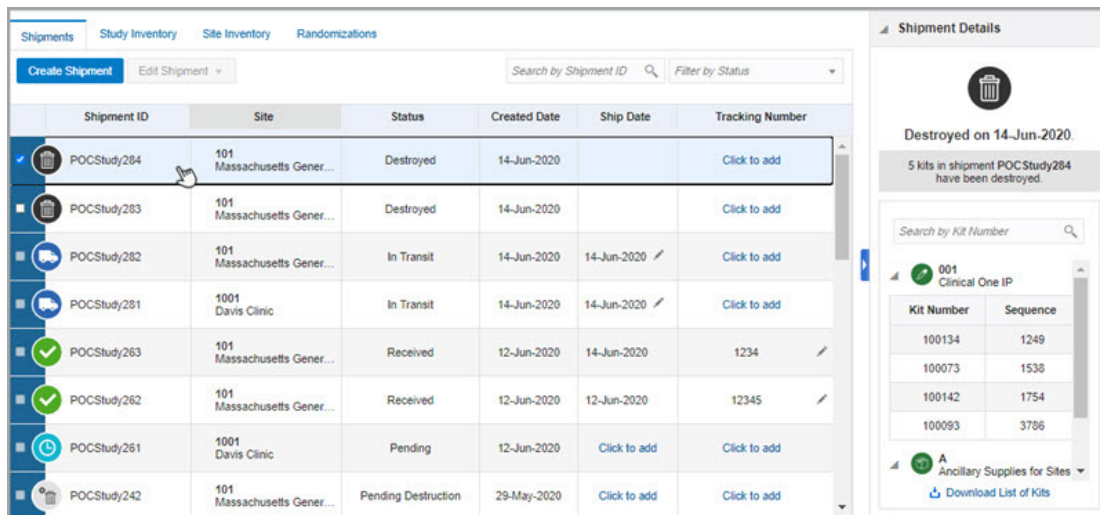 Shipments Study Inventory Site Inventory Randomizations
Create Shipment Edit Shipment Search by Shipment ID Filter by Status
Shipment ID Site Status Created Date Ship Date Tracking Number
POCStudy284 101 Massachusetts Gener... Destroyed 14-Jun-2020 Click to add
POCStudy283 101 Massachusetts Gener... Destroyed 14-Jun-2020 Click to add
POCStudy282 101 Massachusetts Gener... In Transit 14-Jun-2020 14-Jun-2020 Click to add
POCStudy281 1001 Davis Clinic In Transit 14-Jun-2020 14-Jun-2020 Click to add
POCStudy263 101 Massachusetts Gener... Received 12-Jun-2020 14-Jun-2020 1234
POCStudy262 101 Massachusetts Gener... Received 12-Jun-2020 12-Jun-2020 12345
POCStudy261 1001 Davis Clinic Pending 12-Jun-2020 Click to add Click to add
POCStudy242 101 Massachusetts Gener... Pending Destruction 29-May-2020 Click to add Click to add
Shipment Details
Destroyed on 14-Jun-2020.
5 kits in shipment POCStudy284
have been destroyed.
Search by Kit Number
001
Clinical One IP
Kit Number Sequence
100134 1249
100073 1538
100142 1754
100093 3786
A
Ancillary Supplies for Sites
Download List of Kits